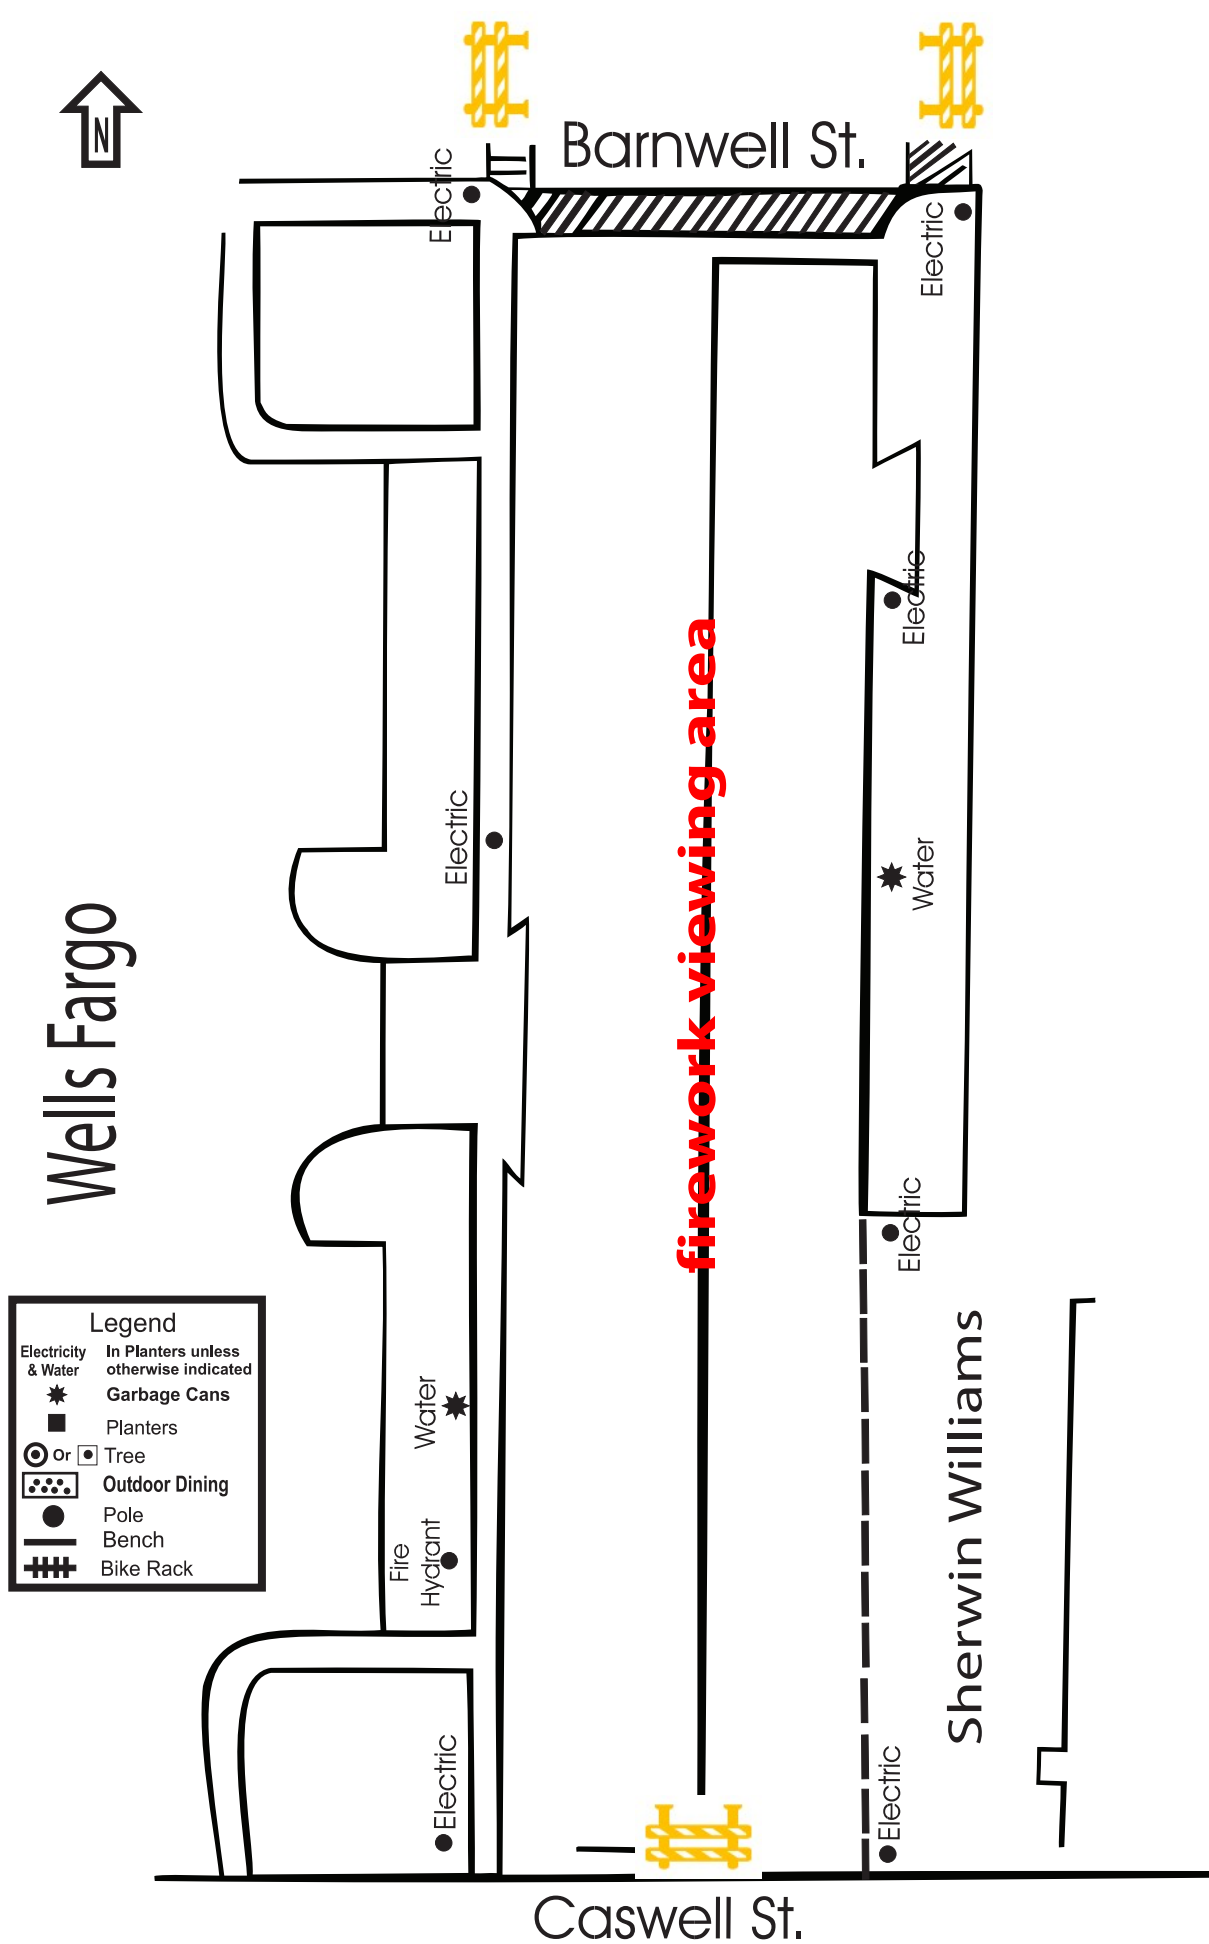 Barnwell St.
N
Electric
Electric
Electric
firework viewing area
Electric
Water
Wells Fargo
Electric
Legend
Electricity & Water In Planters unless otherwise indicated
Garbage Cans
Planters
Or Tree
Outdoor Dining
Pole
Bench
Bike Rack
Water
Fire Hydrant
Sherwin Williams
Electric
Electric
Caswell St.